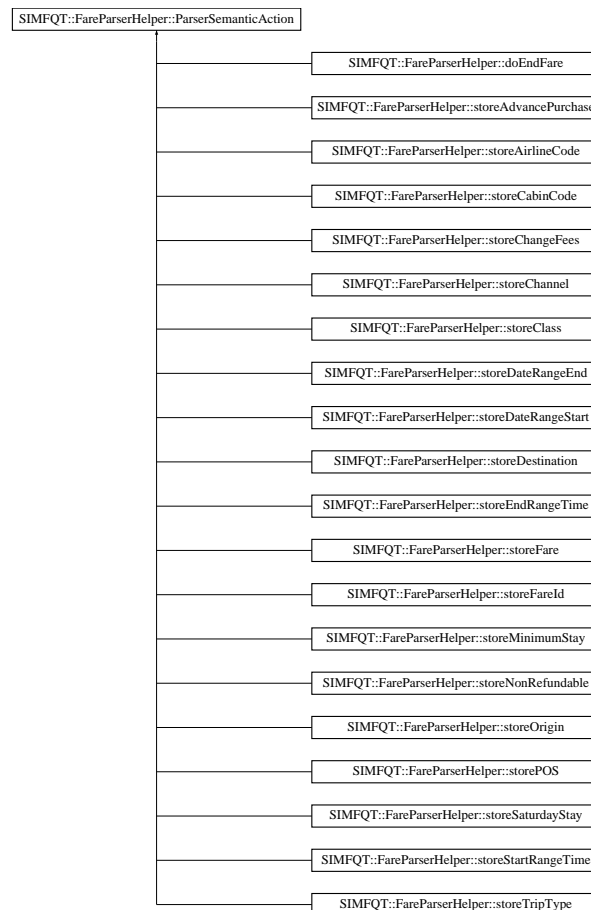 SIMFQT::FareParserHelper::ParserSemanticAction
SIMFQT::FareParserHelper::doEndFare
SIMFQT::FareParserHelper::storeAdvancePurchase
SIMFQT::FareParserHelper::storeAirlineCode
SIMFQT::FareParserHelper::storeCabinCode
SIMFQT::FareParserHelper::storeChangeFees
SIMFQT::FareParserHelper::storeChannel
SIMFQT::FareParserHelper::storeClass
SIMFQT::FareParserHelper::storeDateRangeEnd
SIMFQT::FareParserHelper::storeDateRangeStart
SIMFQT::FareParserHelper::storeDestination
SIMFQT::FareParserHelper::storeEndRangeTime
SIMFQT::FareParserHelper::storeFare
SIMFQT::FareParserHelper::storeFareId
SIMFQT::FareParserHelper::storeMinimumStay
SIMFQT::FareParserHelper::storeNonRefundable
SIMFQT::FareParserHelper::storeOrigin
SIMFQT::FareParserHelper::storePOS
SIMFQT::FareParserHelper::storeSaturdayStay
SIMFQT::FareParserHelper::storeStartRangeTime
SIMFQT::FareParserHelper::storeTripType